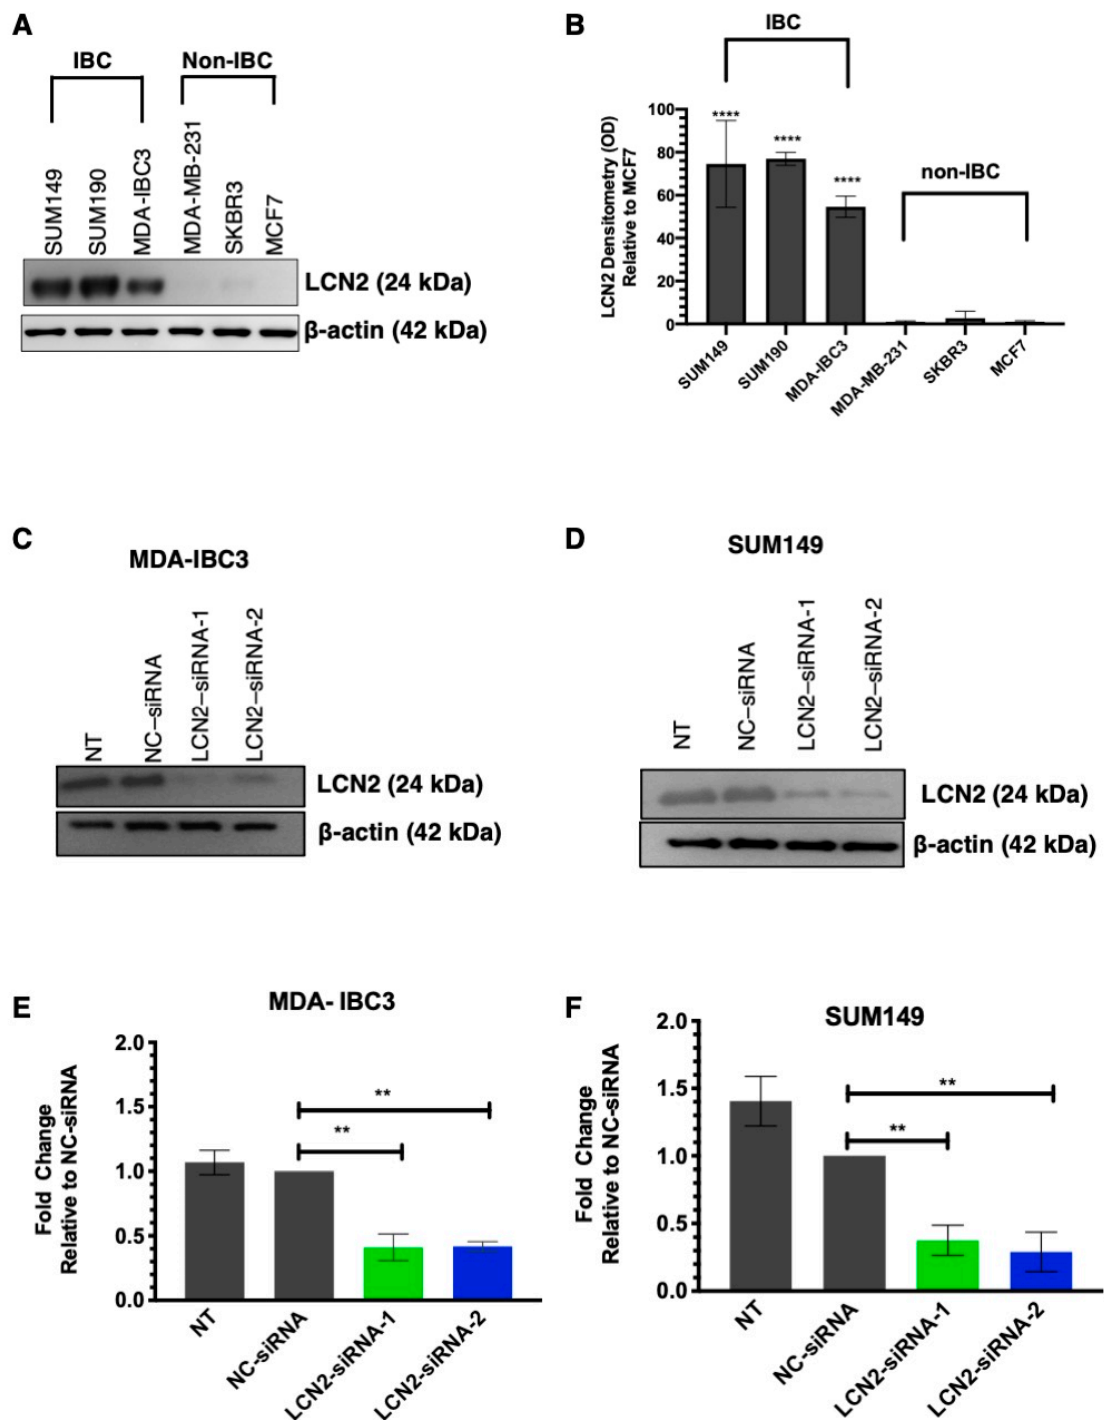 A
IBC
Non-IBC
SUM149
SUM190
MDA-IBC3
MDA-MB-231
SKBR3
MCF7
LCN2 (24 kDa)
β-actin (42 kDa)
B
IBC
non-IBC
LCN2 Densitometry (OD)
Relative to MCF7
100
80
60
40
20
0
****
****
****
SUM149
SUM190
MDA-IBC3
MDA-MB-231
SKBR3
MCF7
C
MDA-IBC3
NT
NC–siRNA
LCN2–siRNA-1
LCN2–siRNA-2
LCN2 (24 kDa)
β-actin (42 kDa)
D
SUM149
NT
NC–siRNA
LCN2–siRNA-1
LCN2–siRNA-2
LCN2 (24 kDa)
β-actin (42 kDa)
E
MDA- IBC3
Fold Change
Relative to NC-siRNA
2.0
1.5
1.0
0.5
0.0
**
**
NT
NC-siRNA
LCN2-siRNA-1
LCN2-siRNA-2
F
SUM149
Fold Change
Relative to NC-siRNA
2.0
1.5
1.0
0.5
0.0
**
**
NT
NC-siRNA
LCN2-siRNA-1
LCN2-siRNA-2